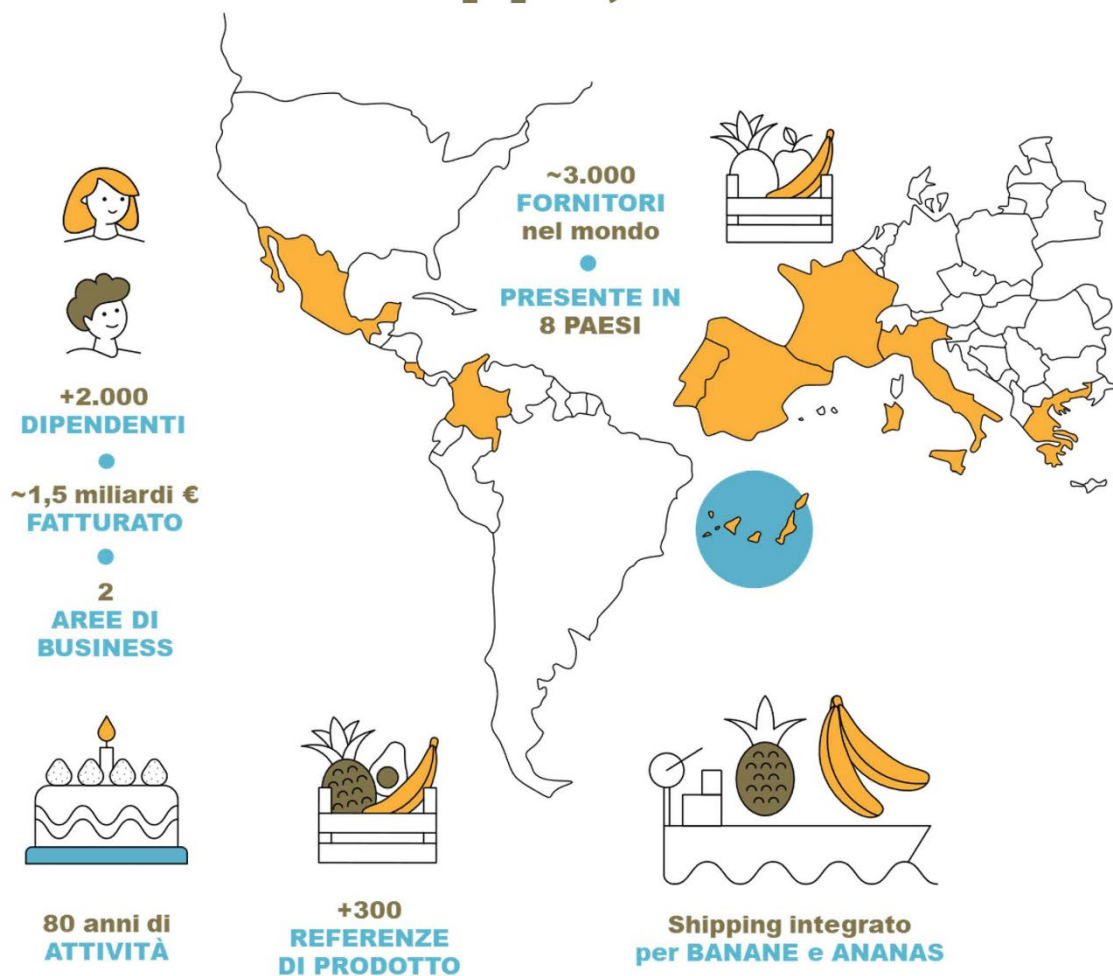 ~3.000
FORNITORI
nel mondo
PRESENTE IN
8 PAESI
+2.000
DIPENDENTI
~1,5 miliardi €
FATTURATO
2
AREE DI
BUSINESS
80 anni di
ATTIVITÀ
+300
REFERENZE
DI PRODOTTO
Shipping integrato
per BANANE e ANANAS